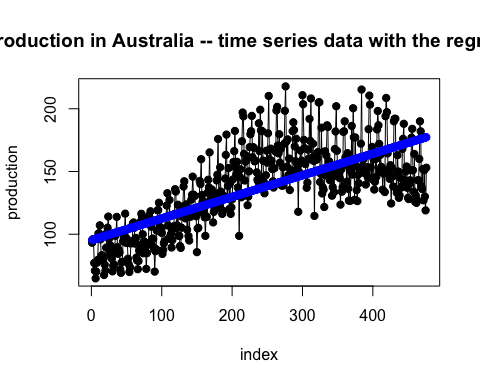 roduction in Australia -- time series data with the regr
production
200
150
100
0
100
200
300
400
index